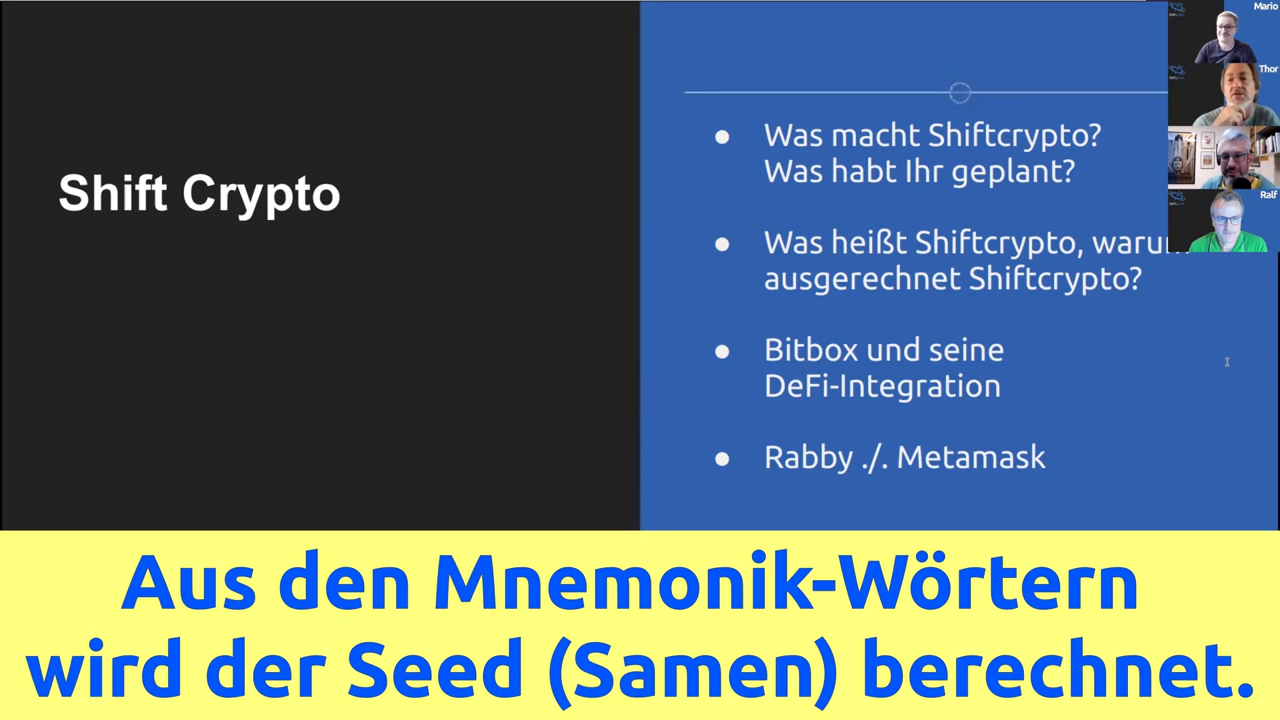 Shift Crypto
● Was macht Shiftcrypto?
Was habt Ihr geplant?
● Was heißt Shiftcrypto, warum
ausgerechnet Shiftcrypto?
● Bitbox und seine
DeFi-Integration
● Rabby ./. Metamask
Mario
Thor
Ralf
Aus den Mnemonik-Wörtern
wird der Seed (Samen) berechnet.